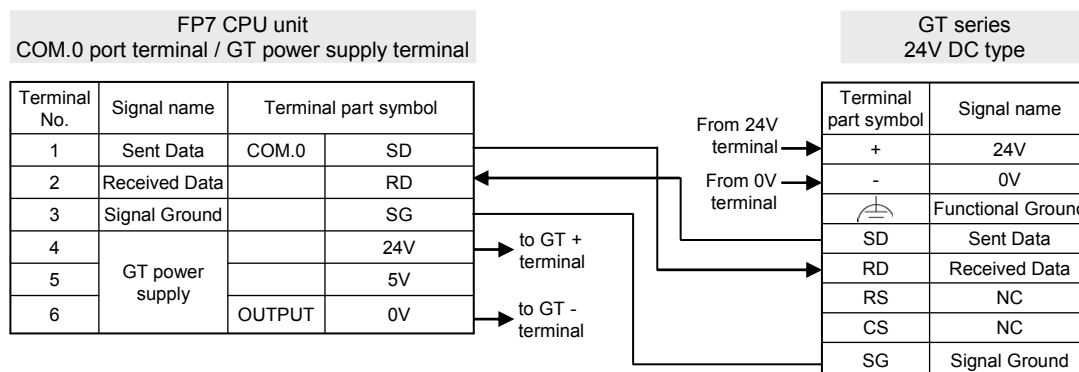 FP7 CPU unit
COM.0 port terminal / GT power supply terminal
Terminal No. Signal name Terminal part symbol
1 Sent Data COM.0 SD
2 Received Data RD
3 Signal Ground SG
4 GT power supply 24V
5 5V
6 OUTPUT 0V
to GT +
terminal
to GT -
terminal
From 24V
terminal
From 0V
terminal
GT series
24V DC type
Terminal part symbol Signal name
+ 24V
- 0V
Functional Ground
SD Sent Data
RD Received Data
RS NC
CS NC
SG Signal Ground